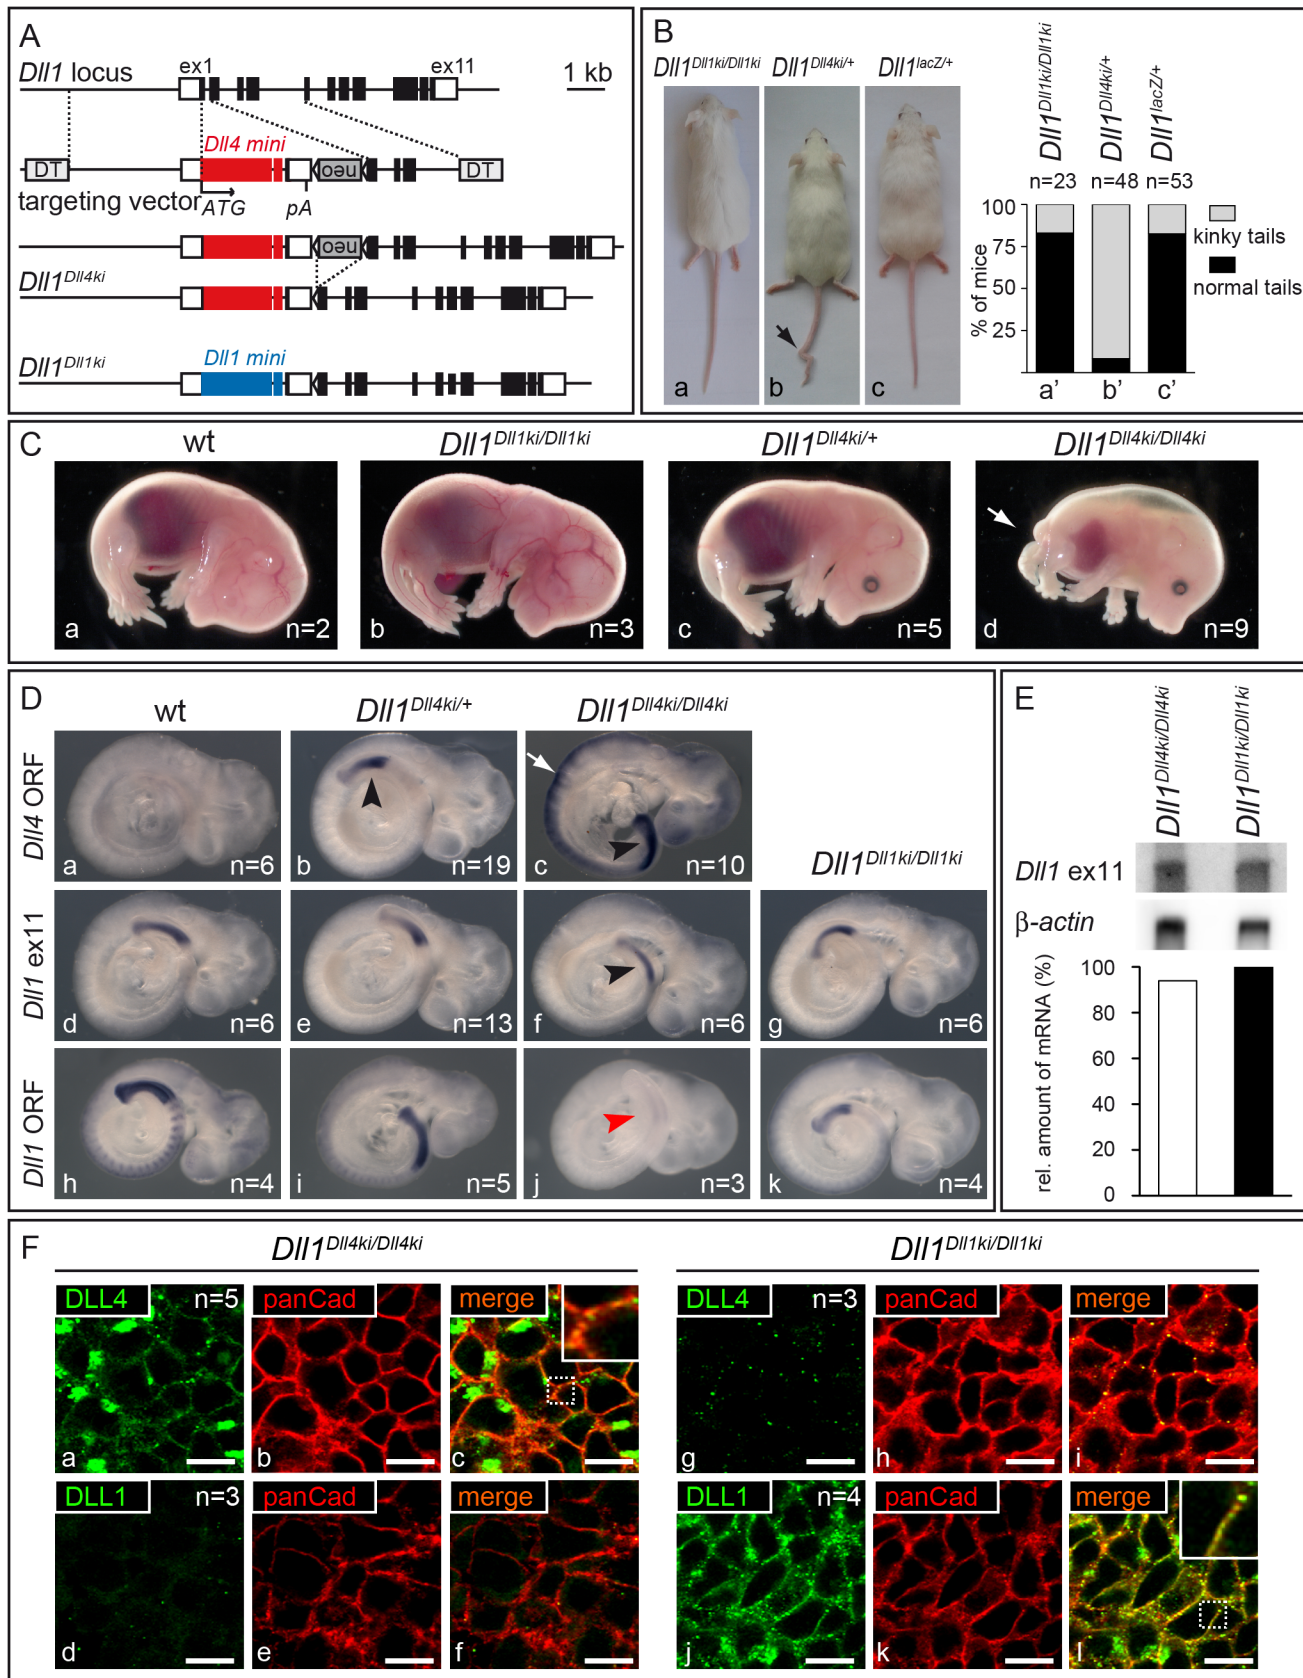 A
Dll1 locus
ex1
ex11
1 kb
Dll4 mini
DT
neo
DT
targeting vector
ATG
pA
neo
Dll1Dll4ki
Dll1 mini
Dll1Dll1ki
B
Dll1Dll1ki/Dll1ki
Dll1Dll4ki/+
Dll1lacZ/+
a
b
c
Dll1Dll1ki/Dll1ki
Dll1Dll4ki/+
Dll1lacZ/+
n=23
n=48
n=53
% of mice
100
75
50
25
a’
b’
c’
kinky tails
normal tails
C
wt
Dll1Dll1ki/Dll1ki
Dll1Dll4ki/+
Dll1Dll4ki/Dll4ki
a
n=2
b
n=3
c
n=5
d
n=9
D
wt
Dll1Dll4ki/+
Dll1Dll4ki/Dll4ki
Dll4 ORF
a
n=6
b
n=19
c
n=10
Dll1Dll1ki/Dll1ki
Dll1 ex11
d
n=6
e
n=13
f
n=6
g
n=6
Dll1 ORF
h
n=4
i
n=5
j
n=3
k
n=4
E
Dll1Dll4ki/Dll4ki
Dll1Dll1ki/Dll1ki
Dll1 ex11
β-actin
rel. amount of mRNA (%)
100
80
60
40
20
0
F
Dll1Dll4ki/Dll4ki
Dll1Dll1ki/Dll1ki
DLL4
n=5
panCad
merge
DLL4
n=3
panCad
merge
a
b
c
g
h
i
DLL1
n=3
panCad
merge
DLL1
n=4
panCad
merge
d
e
f
j
k
l